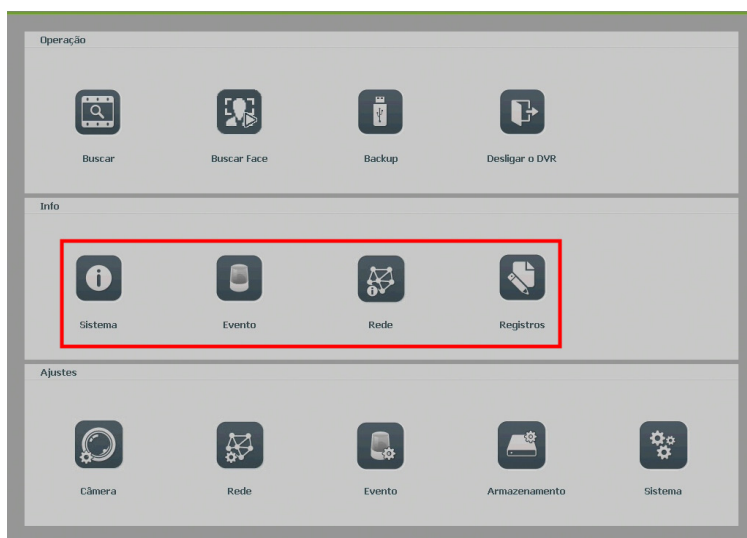 Operação
Buscar Buscar Face Backup Desligar o DVR
Info
Sistema Evento Rede Registros
Ajustes
Câmera Rede Evento Armazenamento Sistema